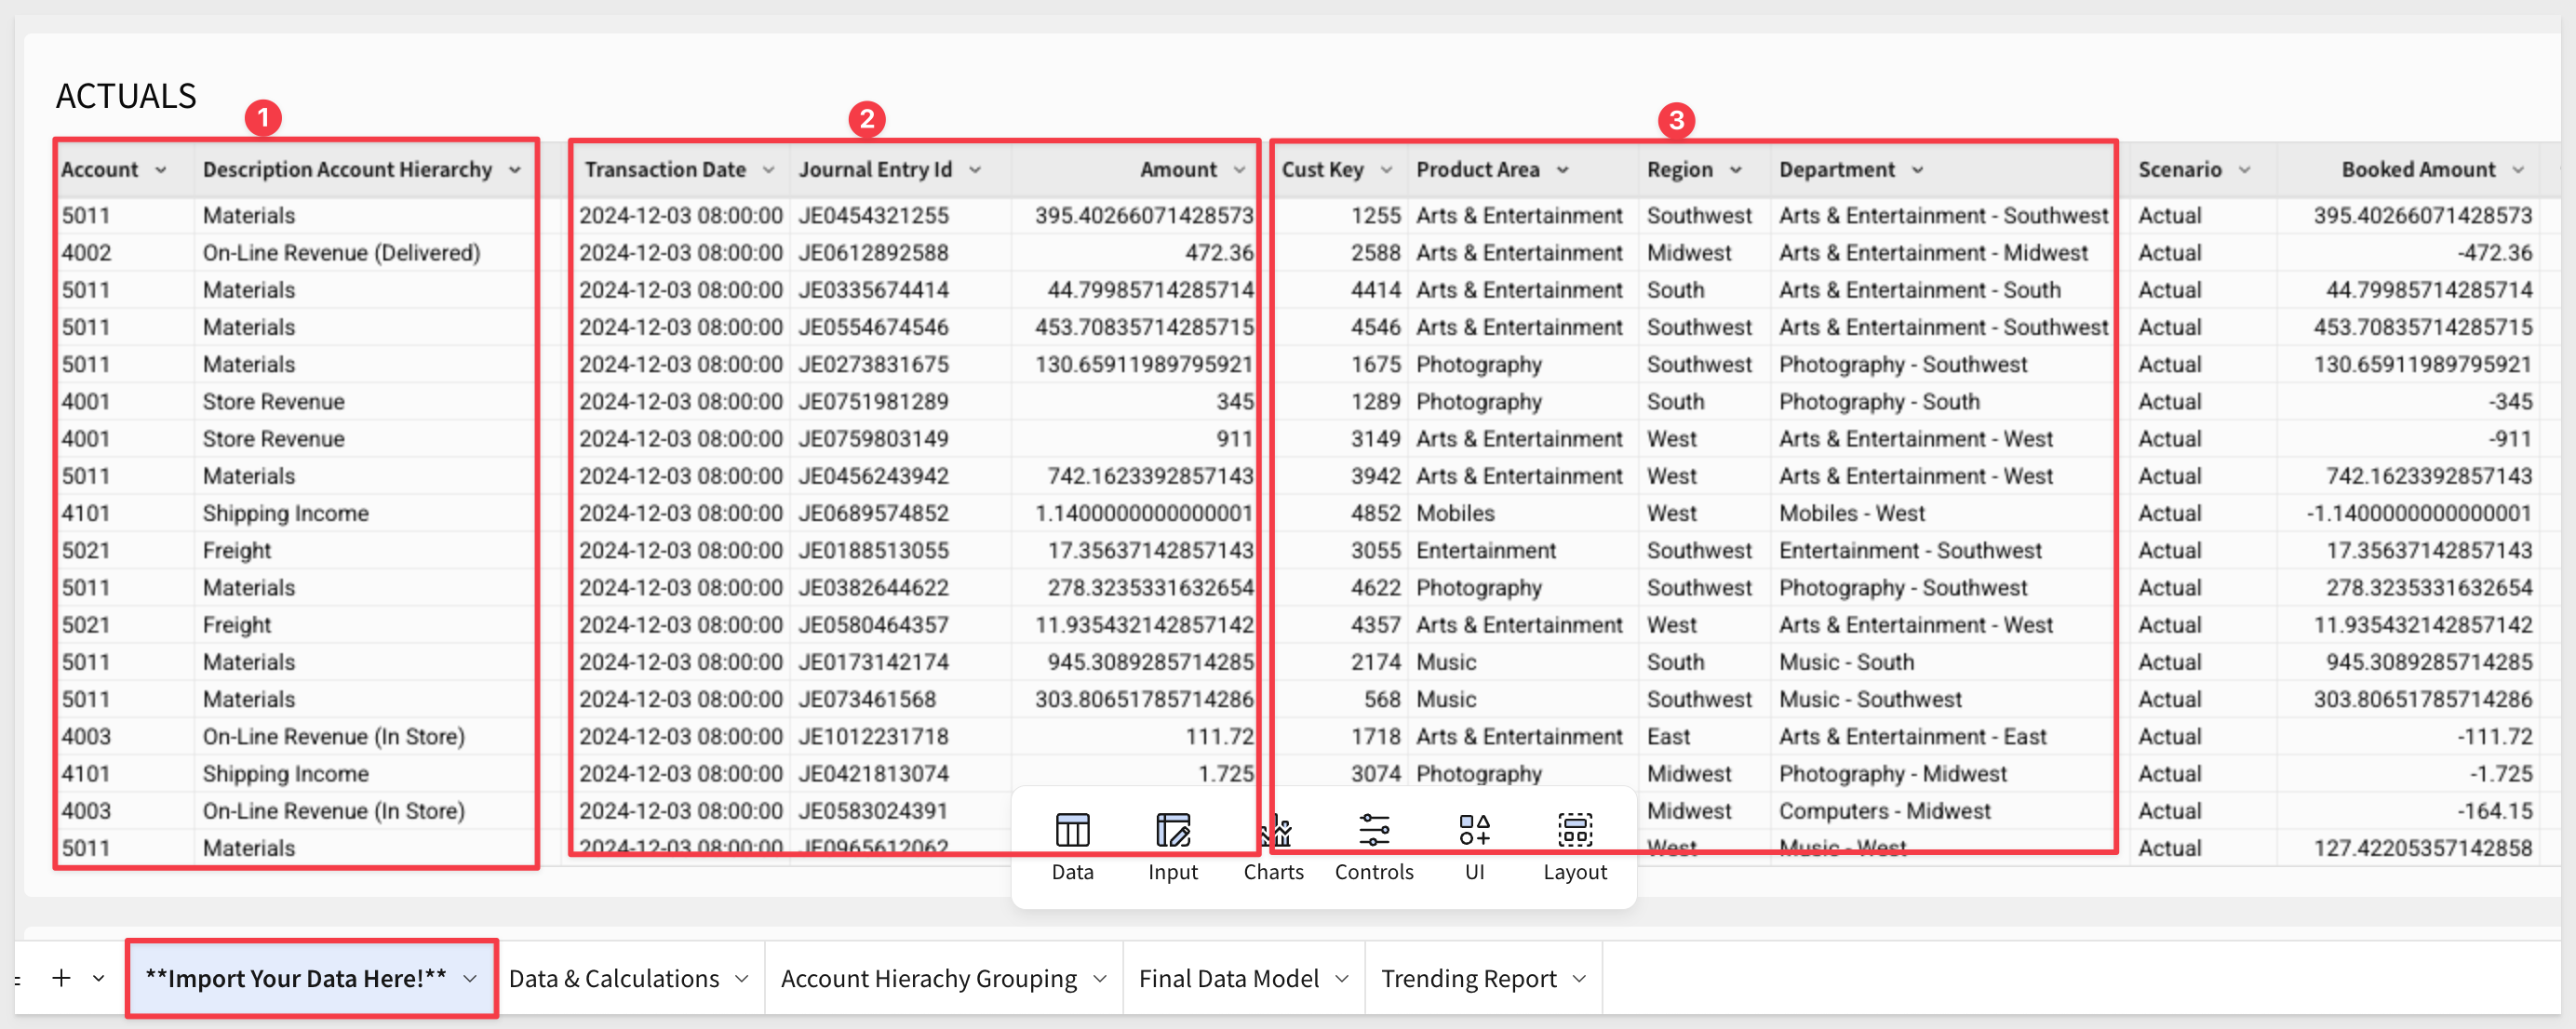 ACTUALS
1 2 3
Account Description Account Hierarchy Transaction Date Journal Entry Id Amount Cust Key Product Area Region Department Scenario Booked Amount
5011 Materials 2024-12-03 08:00:00 JE0454321255 395.40266071428573 1255 Arts & Entertainment Southwest Arts & Entertainment - Southwest Actual 395.40266071428573
4002 On-Line Revenue (Delivered) 2024-12-03 08:00:00 JE0612892588 472.36 2588 Arts & Entertainment Midwest Arts & Entertainment - Midwest Actual -472.36
5011 Materials 2024-12-03 08:00:00 JE0335674414 44.79985714285714 4414 Arts & Entertainment South Arts & Entertainment - South Actual 44.79985714285714
5011 Materials 2024-12-03 08:00:00 JE0554674546 453.70835714285715 4546 Arts & Entertainment Southwest Arts & Entertainment - Southwest Actual 453.70835714285715
5011 Materials 2024-12-03 08:00:00 JE0273831675 130.65911989795921 1675 Photography Southwest Photography - Southwest Actual 130.65911989795921
4001 Store Revenue 2024-12-03 08:00:00 JE0751981289 345 1289 Photography South Photography - South Actual -345
4001 Store Revenue 2024-12-03 08:00:00 JE0759803149 911 3149 Arts & Entertainment West Arts & Entertainment - West Actual -911
5011 Materials 2024-12-03 08:00:00 JE0456243942 742.1623392857143 3942 Arts & Entertainment West Arts & Entertainment - West Actual 742.1623392857143
4101 Shipping Income 2024-12-03 08:00:00 JE0689574852 1.1400000000000001 4852 Mobiles West Mobiles - West Actual -1.1400000000000001
5021 Freight 2024-12-03 08:00:00 JE0188513055 17.35637142857143 3055 Entertainment Southwest Entertainment - Southwest Actual 17.35637142857143
5011 Materials 2024-12-03 08:00:00 JE0382644622 278.3235331632654 4622 Photography Southwest Photography - Southwest Actual 278.3235331632654
5021 Freight 2024-12-03 08:00:00 JE0580464357 11.935432142857142 4357 Arts & Entertainment West Arts & Entertainment - West Actual 11.935432142857142
5011 Materials 2024-12-03 08:00:00 JE0173142174 945.3089285714285 2174 Music South Music - South Actual 945.3089285714285
5011 Materials 2024-12-03 08:00:00 JE073461568 303.80651785714286 568 Music Southwest Music - Southwest Actual 303.80651785714286
4003 On-Line Revenue (In Store) 2024-12-03 08:00:00 JE1012231718 111.72 1718 Arts & Entertainment East Arts & Entertainment - East Actual -111.72
4101 Shipping Income 2024-12-03 08:00:00 JE0421813074 1.725 3074 Photography Midwest Photography - Midwest Actual -1.725
4003 On-Line Revenue (In Store) 2024-12-03 08:00:00 JE0583024391 Midwest Computers - Midwest Actual -164.15
5011 Materials 2024-12-03 08:00:00 JE0965612062 West Music - West Actual 127.42205357142858
Data Input Charts Controls UI Layout
**Import Your Data Here!** Data & Calculations Account Hierachy Grouping Final Data Model Trending Report